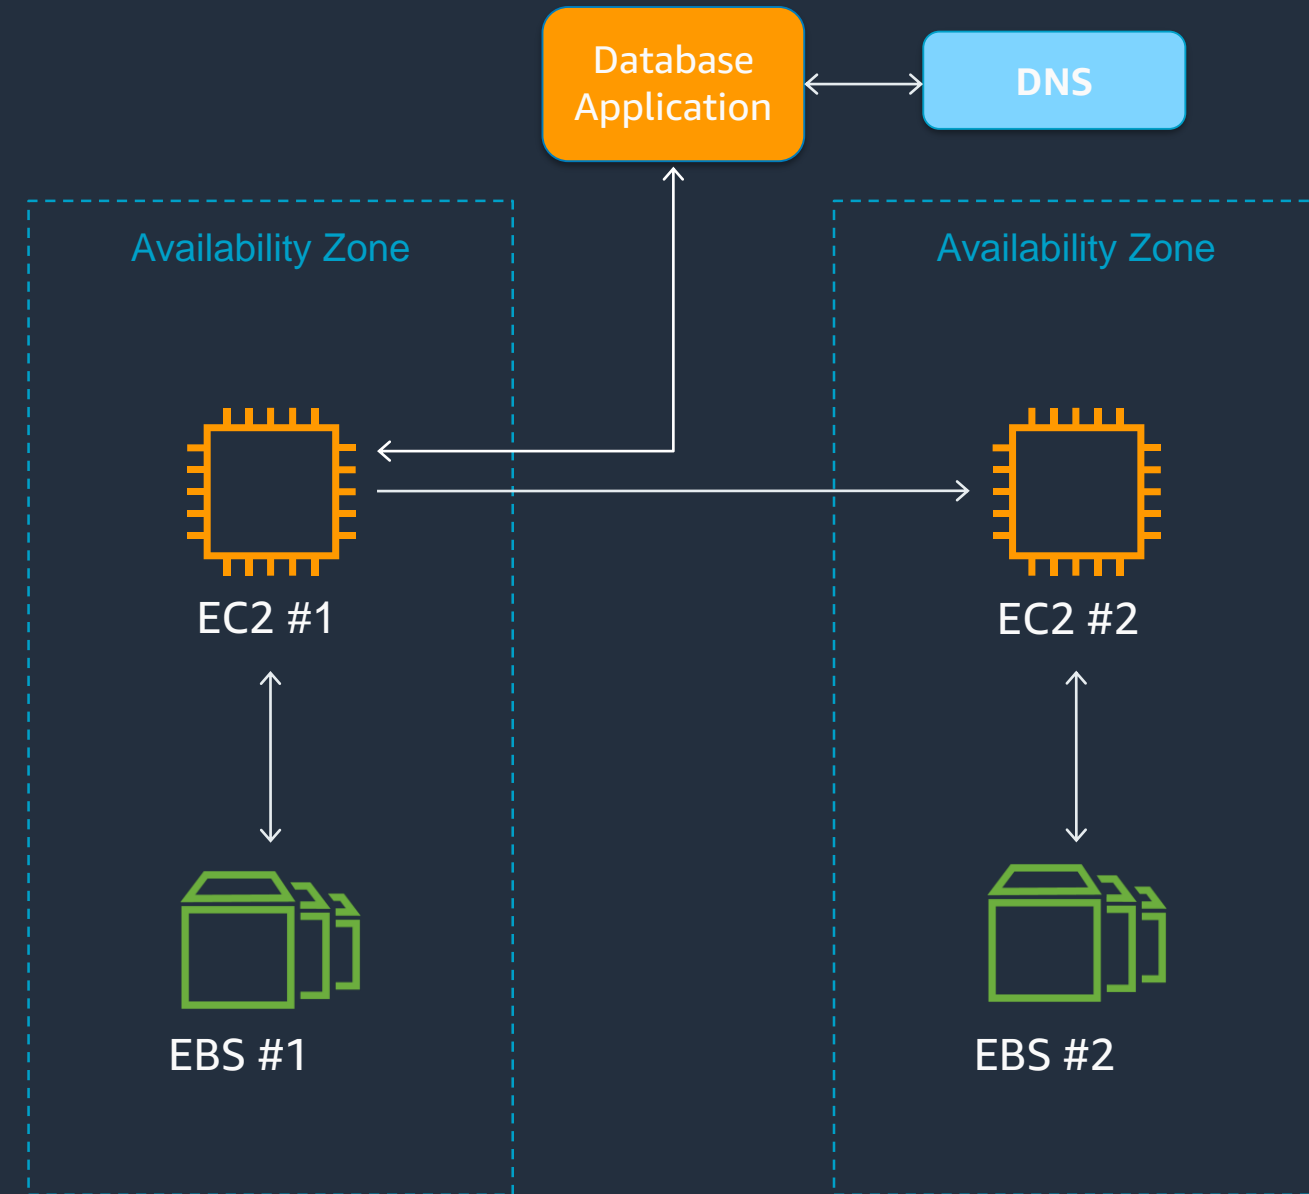 Database
Application
DNS
Availability Zone
Availability Zone
EC2 #1
EC2 #2
EBS #1
EBS #2